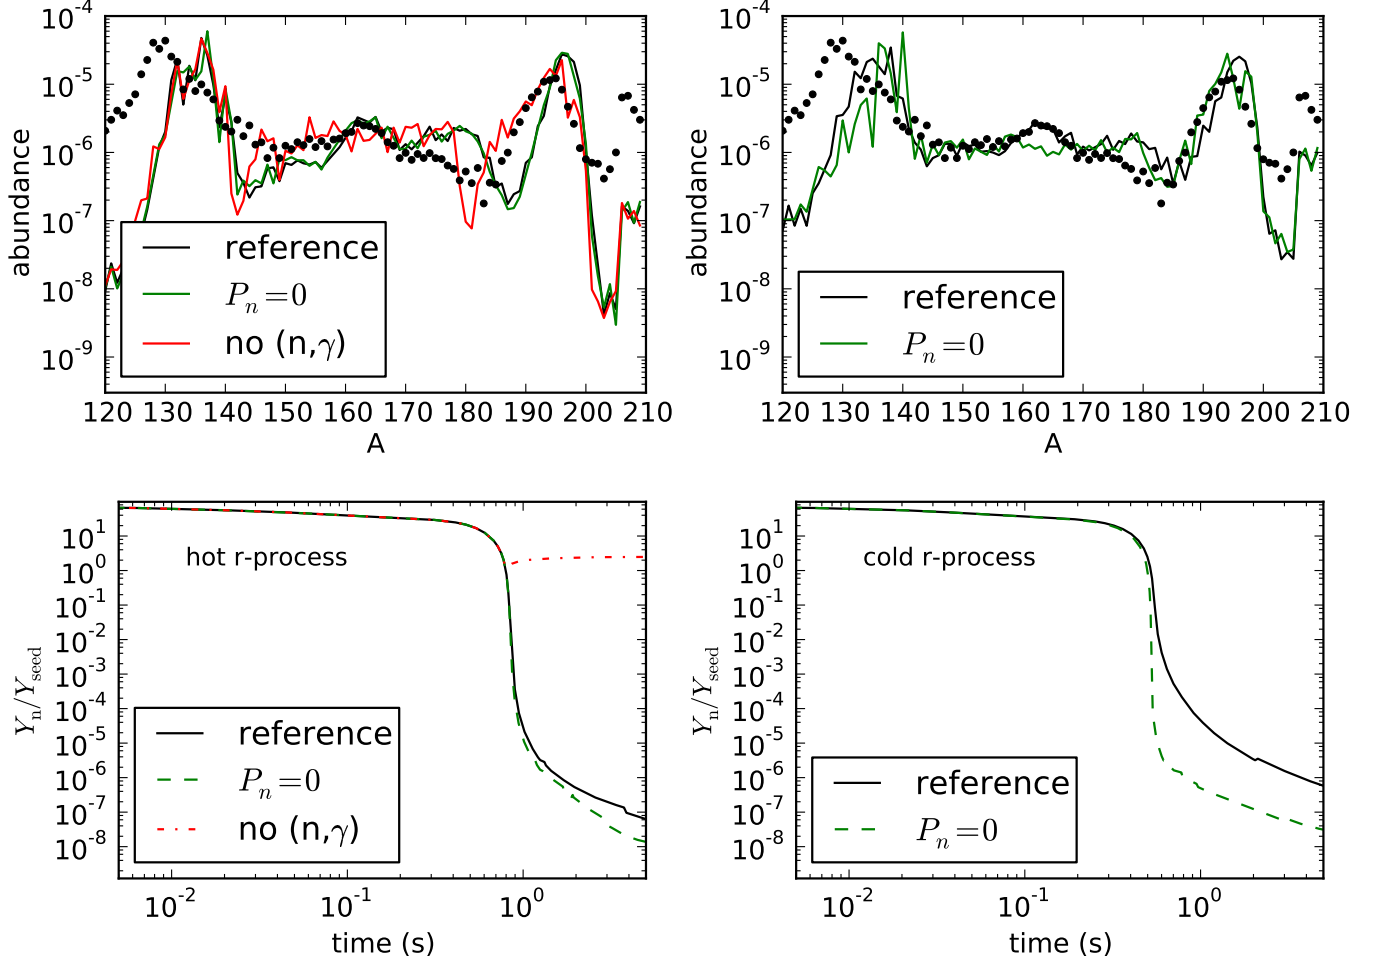 10^-4
10^-5
10^-6
10^-7
10^-8
10^-9
abundance
reference
P_n=0
no (n,γ)
120 130 140 150 160 170 180 190 200 210
A
10^-4
10^-5
10^-6
10^-7
10^-8
10^-9
abundance
reference
P_n=0
120 130 140 150 160 170 180 190 200 210
A
10^1
10^0
10^-1
10^-2
10^-3
10^-4
10^-5
10^-6
10^-7
10^-8
Y_n/Y_seed
hot r-process
reference
P_n=0
no (n,γ)
10^-2 10^-1 10^0
time (s)
10^1
10^0
10^-1
10^-2
10^-3
10^-4
10^-5
10^-6
10^-7
10^-8
Y_n/Y_seed
cold r-process
reference
P_n=0
10^-2 10^-1 10^0
time (s)